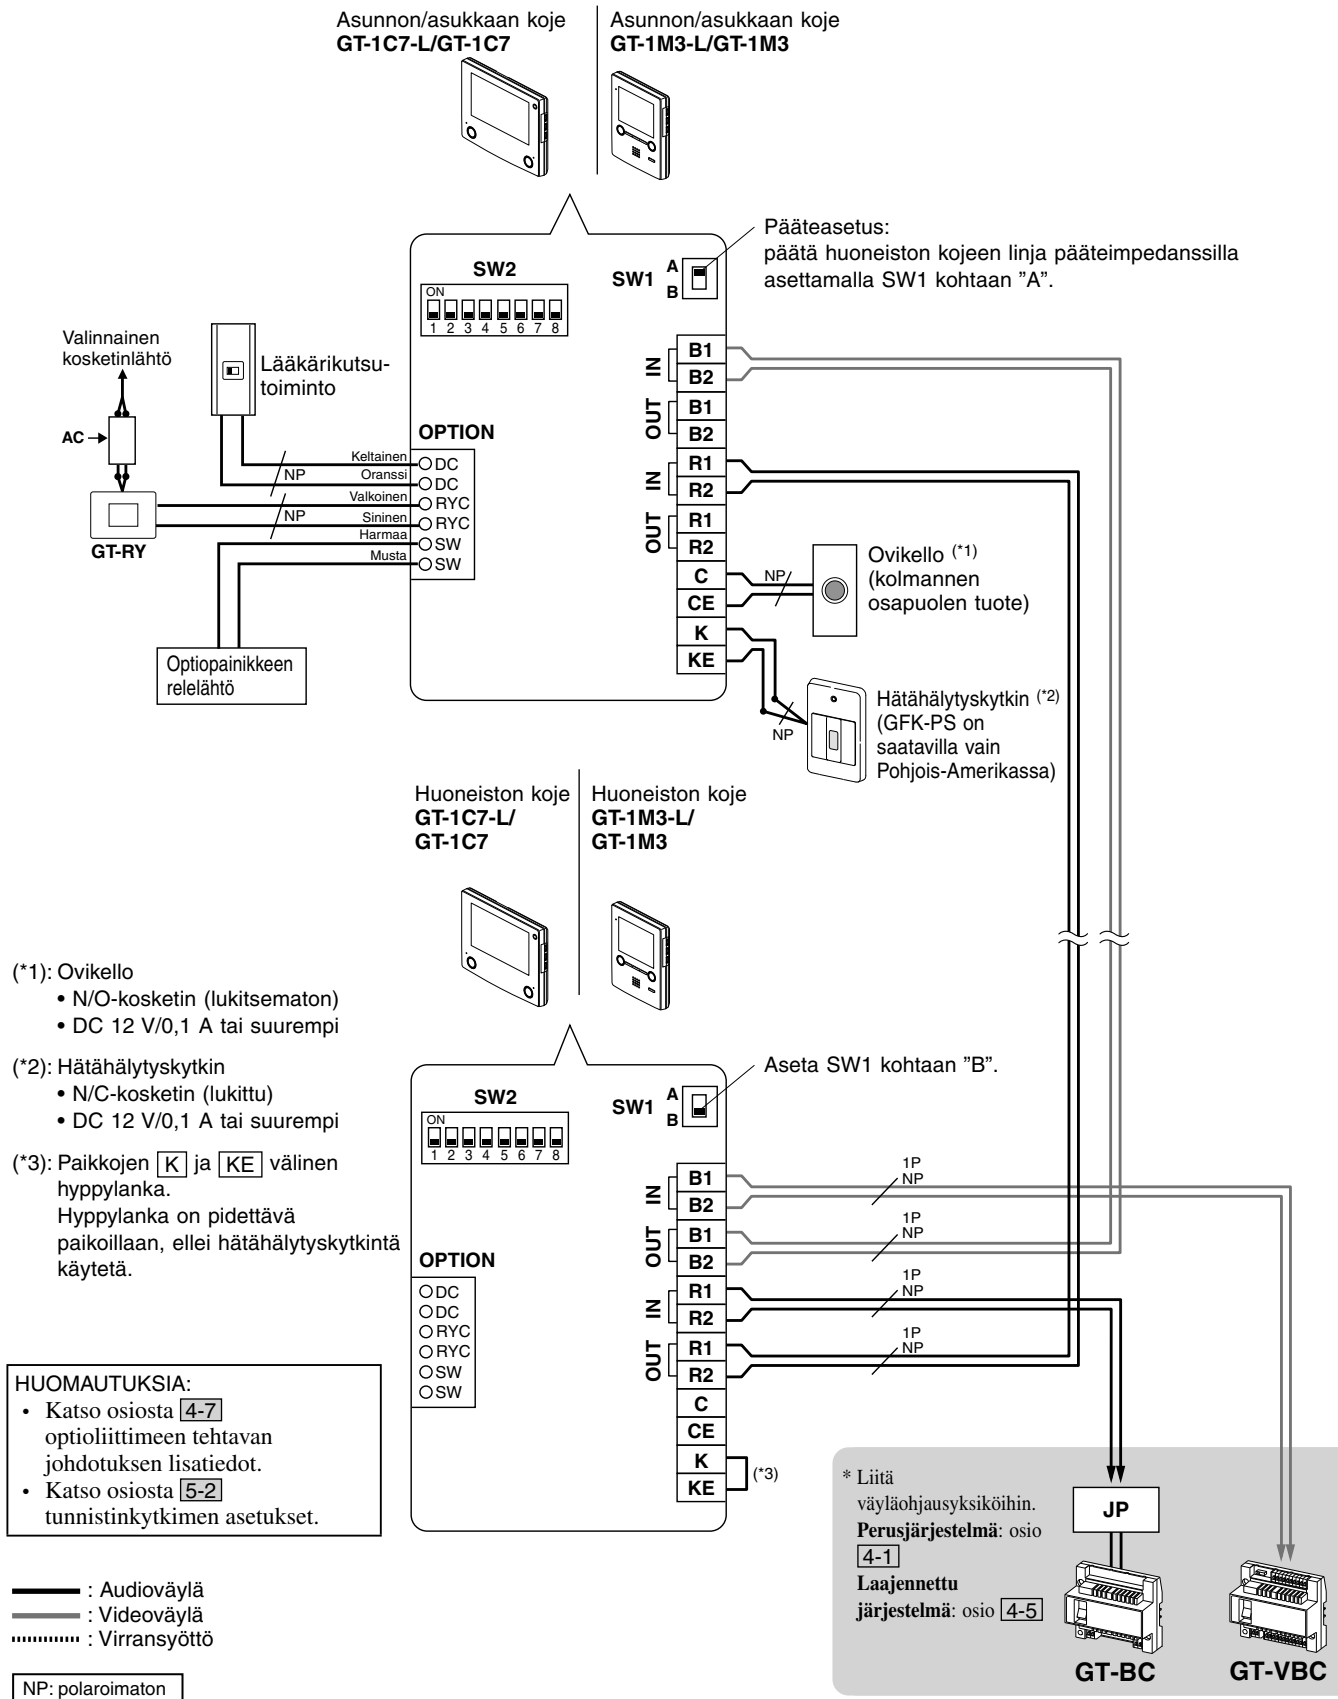 Asunnon/asukkaan koje
GT-1C7-L/GT-1C7
Asunnon/asukkaan koje
GT-1M3-L/GT-1M3
Pääteasetus:
päätä huoneiston kojeen linja pääteimpedanssilla
asettamalla SW1 kohtaan ”A”.
SW2
ON
1 2 3 4 5 6 7 8
SW1
A
B
Valinnainen
kosketinlähtö
AC
GT-RY
Lääkärikutsu-
toiminto
OPTION
Keltainen
DC
NP
Oranssi
DC
Valkoinen
RYC
NP
Sininen
RYC
Harmaa
SW
Musta
SW
Optiopainikkeen
relelähtö
IN
B1
B2
OUT
B1
B2
IN
R1
R2
OUT
R1
R2
C
CE
K
KE
NP
Ovikello (*1)
(kolmannen
osapuolen tuote)
NP
Hätähälytyskytkin (*2)
(GFK-PS on
saatavilla vain
Pohjois-Amerikassa)
Huoneiston koje
GT-1C7-L/
GT-1C7
Huoneiston koje
GT-1M3-L/
GT-1M3
Aseta SW1 kohtaan ”B”.
SW2
ON
1 2 3 4 5 6 7 8
SW1
A
B
OPTION
DC
DC
RYC
RYC
SW
SW
IN
B1
B2
OUT
B1
B2
IN
R1
R2
OUT
R1
R2
C
CE
K
KE
(*3)
1P
NP
1P
NP
1P
NP
1P
NP
(*1): Ovikello
• N/O-kosketin (lukitsematon)
• DC 12 V/0,1 A tai suurempi
(*2): Hätähälytyskytkin
• N/C-kosketin (lukittu)
• DC 12 V/0,1 A tai suurempi
(*3): Paikkojen K ja KE välinen
hyppylanka.
Hyppylanka on pidettävä
paikoillaan, ellei hätähälytyskytkintä
käytetä.
HUOMAUTUKSIA:
• Katso osiosta 4-7
optioliittimeen tehtavan
johdotuksen lisatiedot.
• Katso osiosta 5-2
tunnistinkytkimen asetukset.
: Audioväylä
: Videoväylä
: Virransyöttö
NP: polaroimaton
* Liitä
väyläohjausyksiköihin.
Perusjärjestelmä: osio
4-1
Laajennettu
järjestelmä: osio 4-5
JP
GT-BC
GT-VBC